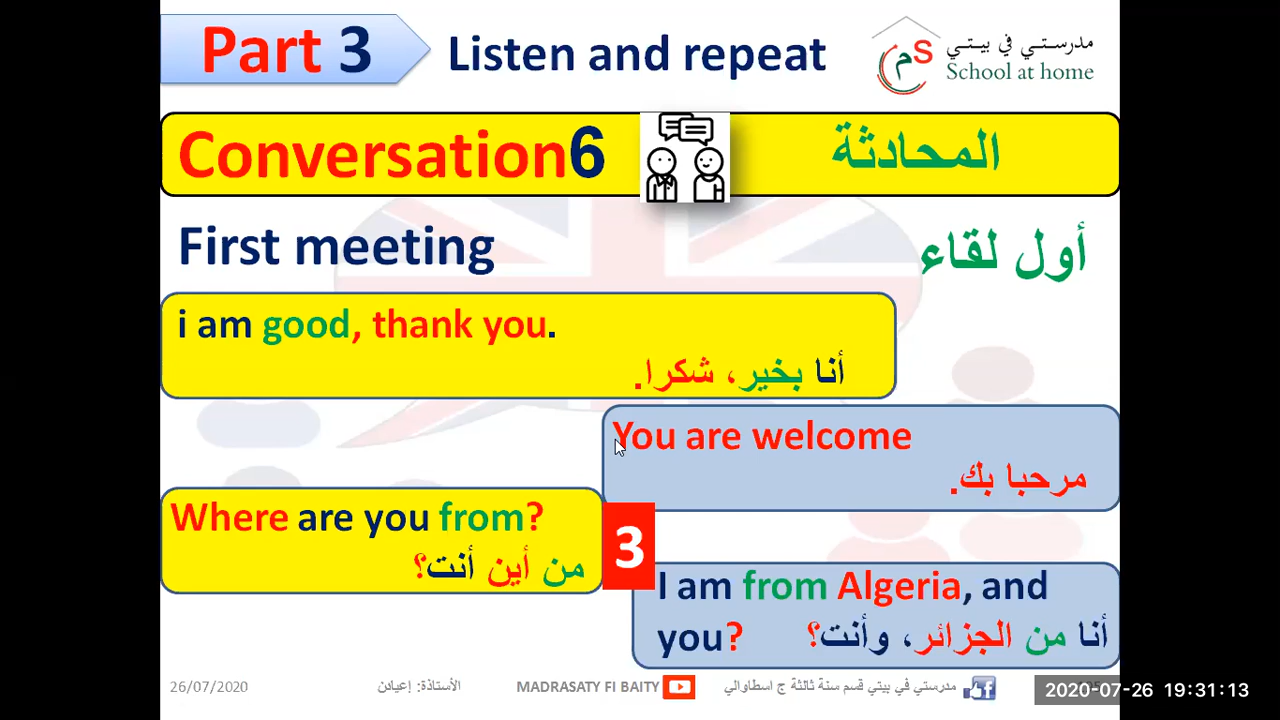 Part 3
Listen and repeat
مدرستي في بيتي
School at home
Conversation6
المحادثة
First meeting
أول لقاء
i am good, thank you.
أنا بخير، شكرا.
You are welcome
مرحبا بك.
Where are you from?
من أين أنت؟
3
I am from Algeria, and
you?
أنا من الجزائر، وأنت؟
26/07/2020
الأستاذة: إعيادن
MADRASATY FI BAITY
مدرستي في بيتي قسم سنة ثالثة ج اسطاوالي
2020-07-26 19:31:13